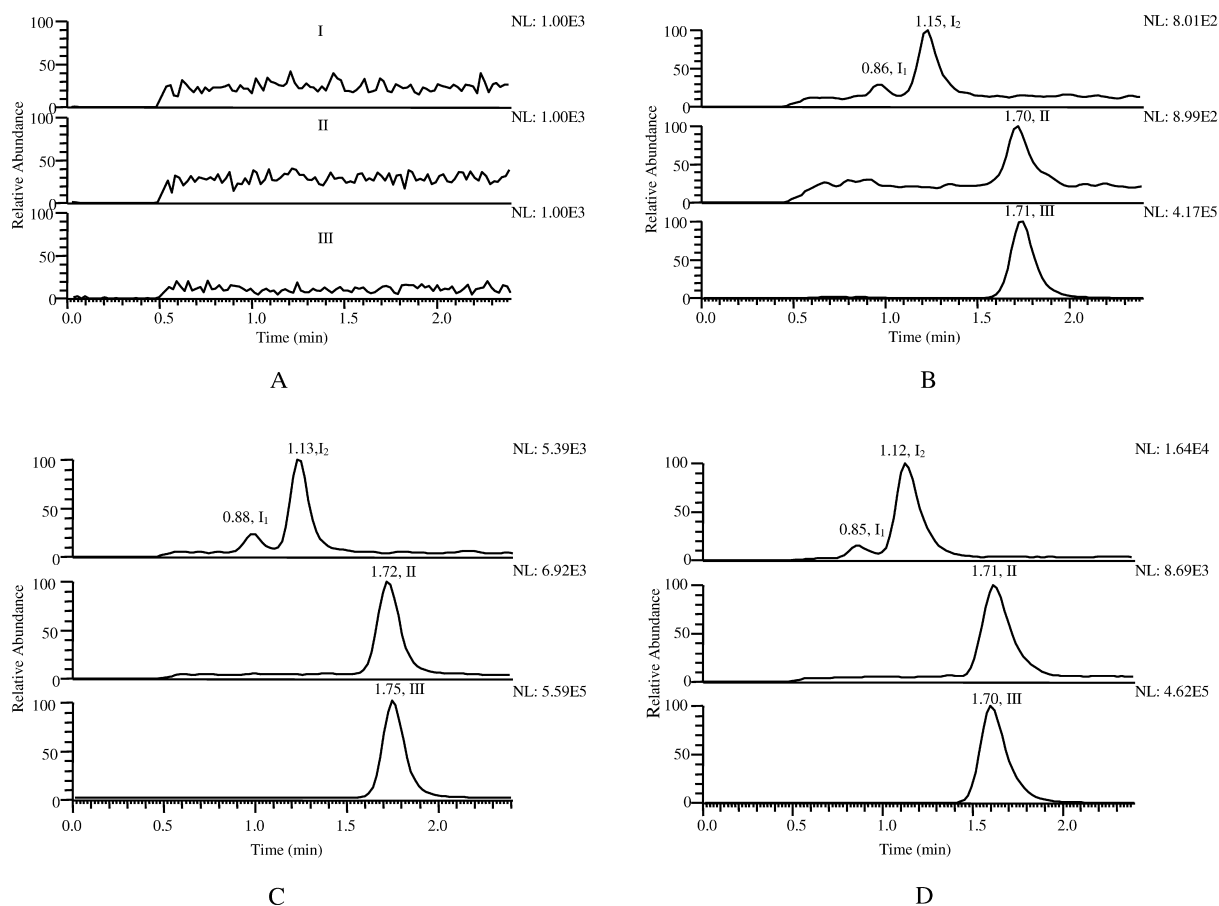 NL: 1.00E3
100
I
50
0
NL: 1.00E3
100
II
50
0
NL: 1.00E3
100
III
50
0
Relative Abundance
0.0 0.5 1.0 1.5 2.0
Time (min)
A
NL: 8.01E2
1.15, I₂
100
0.86, I₁
50
0
NL: 8.99E2
1.70, II
100
50
0
NL: 4.17E5
1.71, III
100
50
0
Relative Abundance
0.0 0.5 1.0 1.5 2.0
Time (min)
B
NL: 5.39E3
1.13,I₂
100
0.88, I₁
50
0
NL: 6.92E3
1.72, II
100
50
0
NL: 5.59E5
1.75, III
100
50
0
Relative Abundance
0.0 0.5 1.0 1.5 2.0
Time (min)
C
NL: 1.64E4
1.12, I₂
100
0.85, I₁
50
0
NL: 8.69E3
1.71, II
100
50
0
NL: 4.62E5
1.70, III
100
50
0
Relative Abundance
0.0 0.5 1.0 1.5 2.0
Time (min)
D